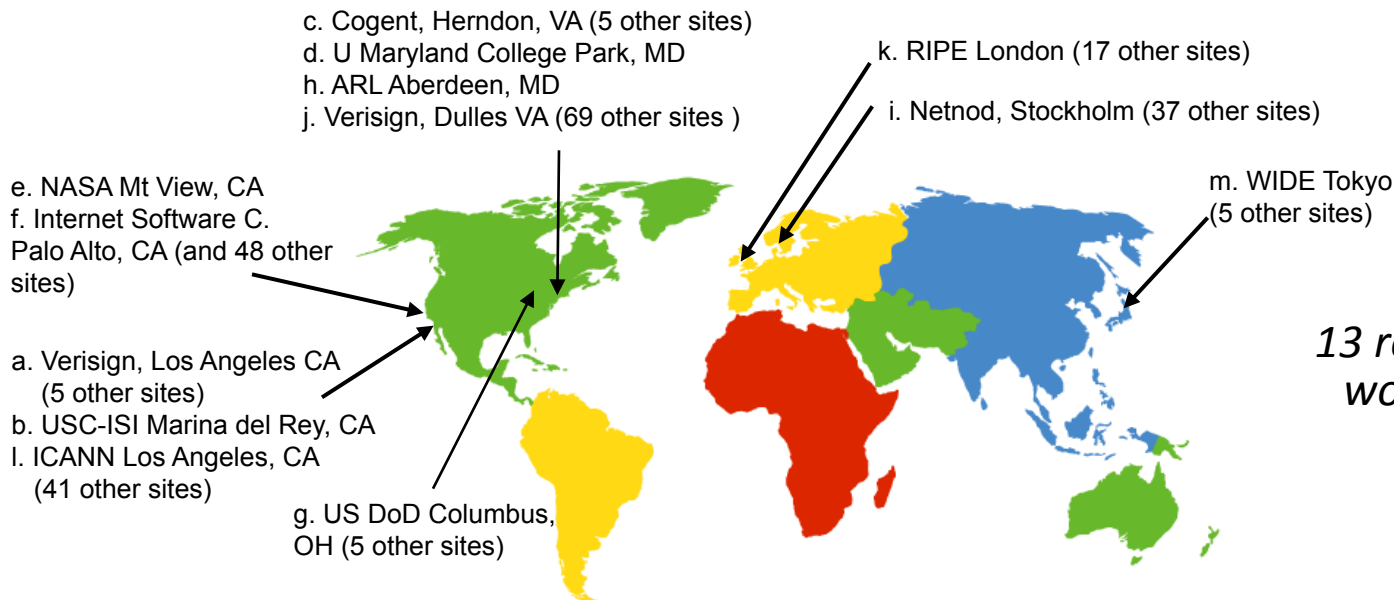 c. Cogent, Herndon, VA (5 other sites)
d. U Maryland College Park, MD
h. ARL Aberdeen, MD
j. Verisign, Dulles VA (69 other sites )
k. RIPE London (17 other sites)
i. Netnod, Stockholm (37 other sites)
m. WIDE Tokyo
(5 other sites)
e. NASA Mt View, CA
f. Internet Software C.
Palo Alto, CA (and 48 other
sites)
a. Verisign, Los Angeles CA
(5 other sites)
b. USC-ISI Marina del Rey, CA
l. ICANN Los Angeles, CA
(41 other sites)
g. US DoD Columbus,
OH (5 other sites)
13